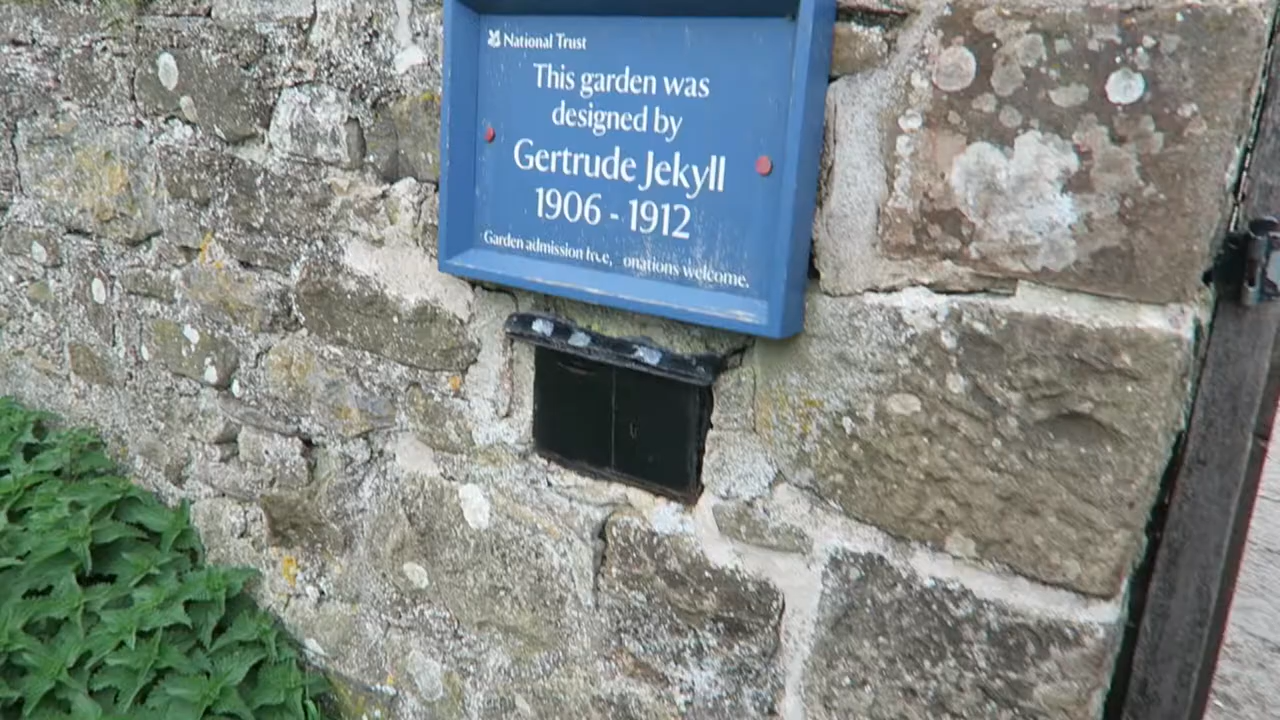 National Trust
This garden was
designed by
Gertrude Jekyll
1906 - 1912
Garden admission free, onations welcome.